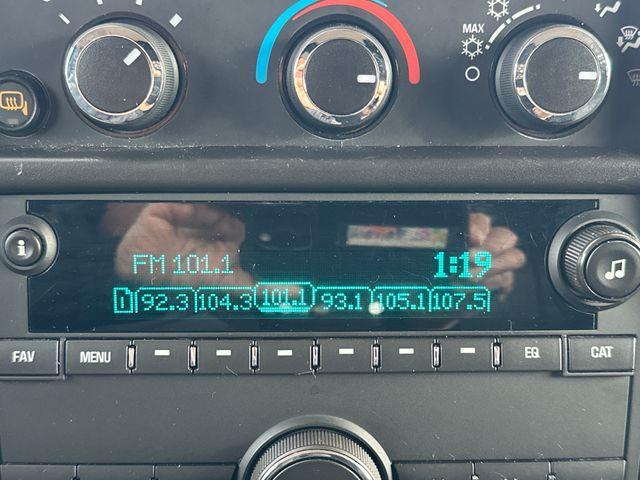 MAX
FM 101.1 1:19
1 92.3 104.3 101.1 93.1 105.1 107.5
FAV MENU EQ CAT